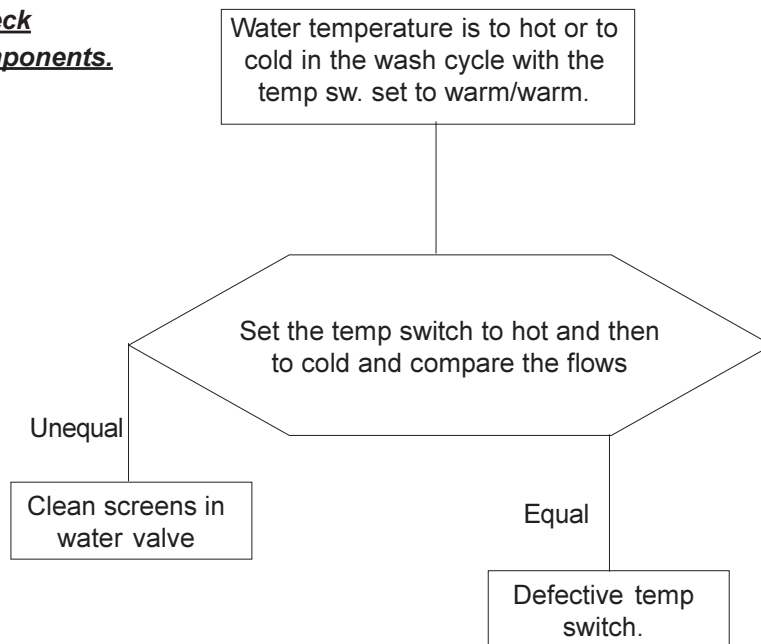 Water temperature is to hot or to
cold in the wash cycle with the
temp sw. set to warm/warm.
Set the temp switch to hot and then
to cold and compare the flows
Unequal
Clean screens in
water valve
Equal
Defective temp
switch.